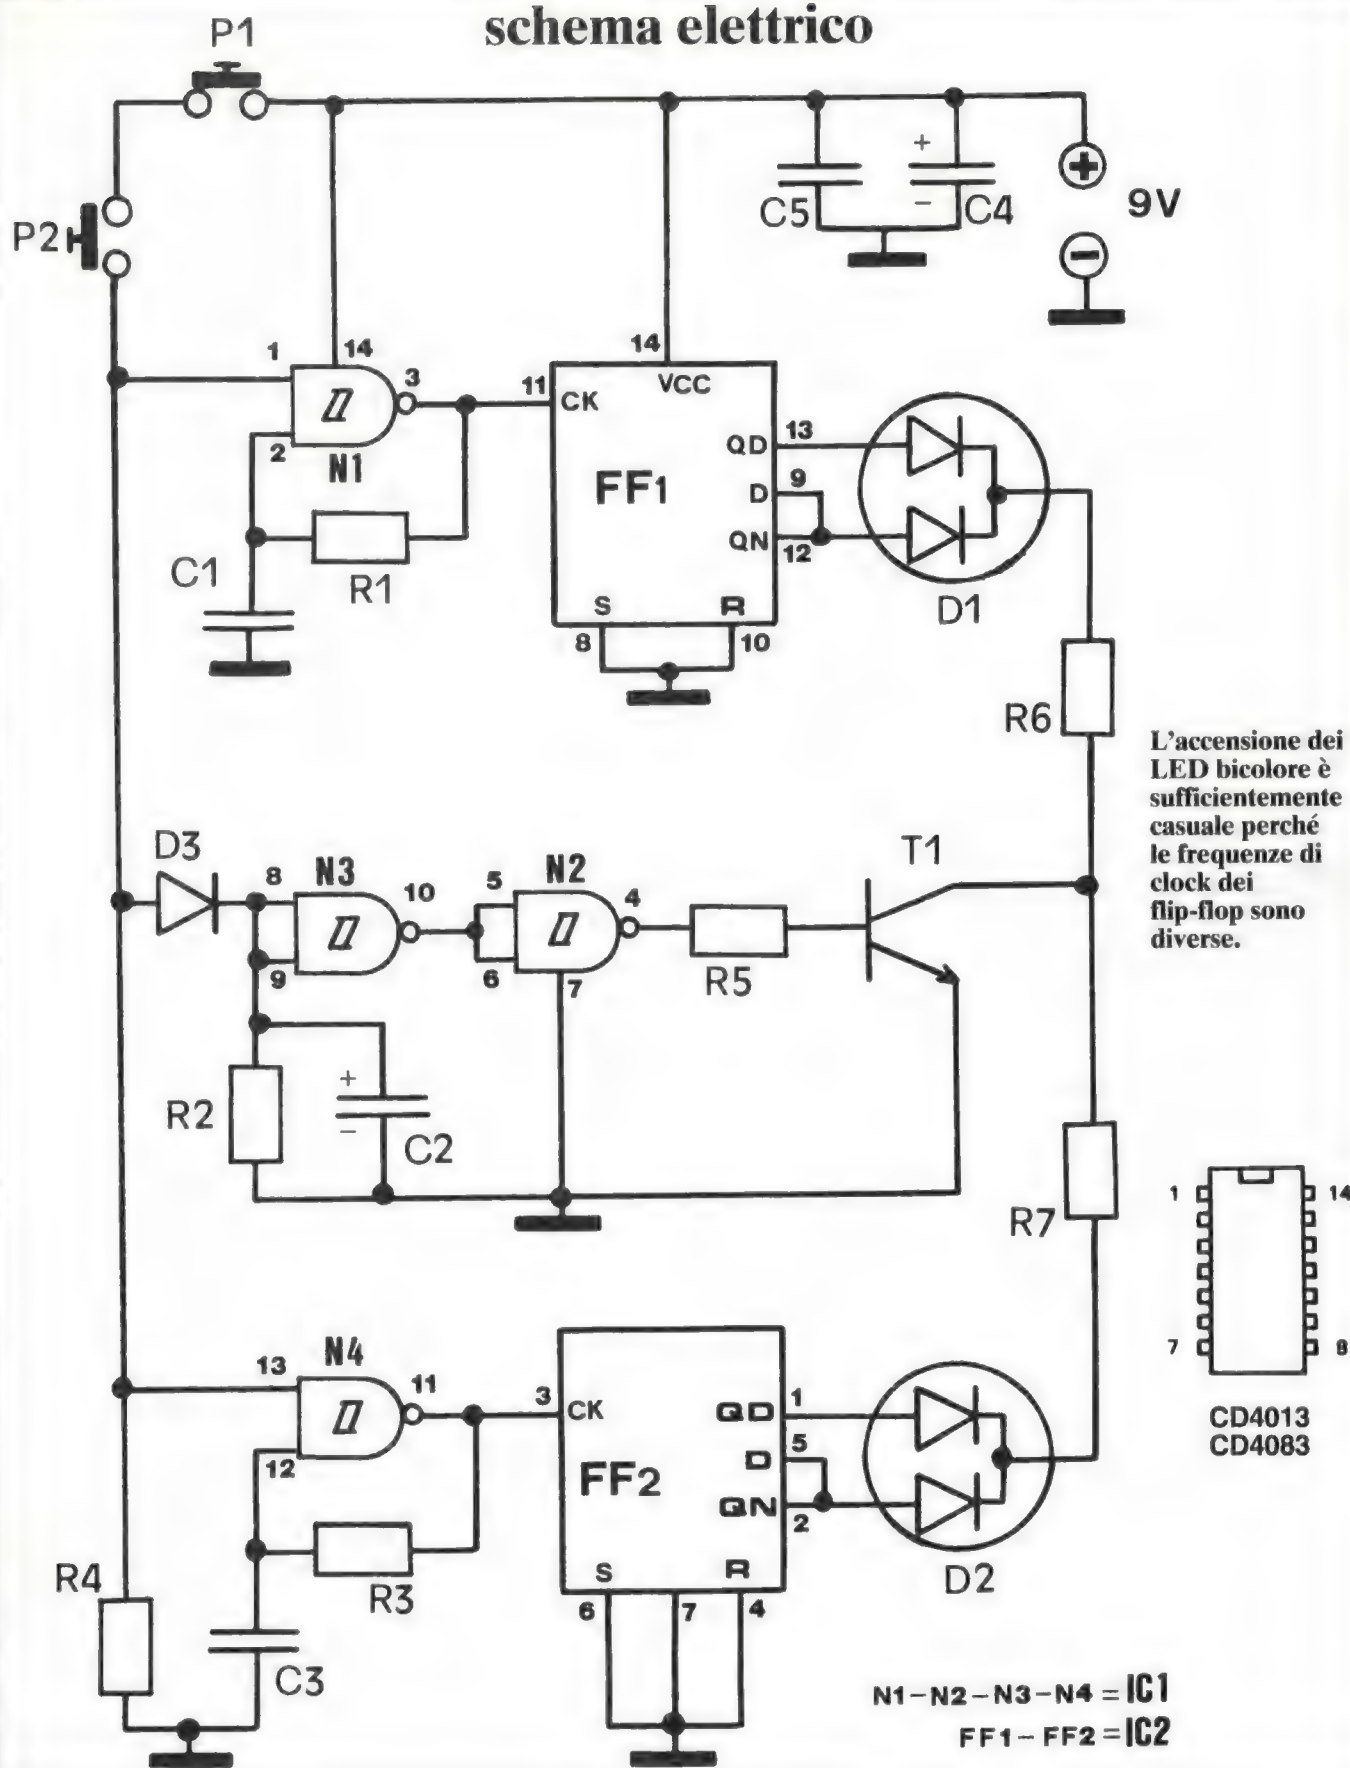 schema elettrico
P1
P2
+
-
C5
C4
+
9V
-
1
14
3
2
N1
C1
R1
14
11
CK
VCC
QD
13
FF1
D
9
QN
12
S
R
8
10
D1
R6
L'accensione dei
LED bicolore è
sufficientemente
casuale perché
le frequenze di
clock dei
flip-flop sono
diverse.
D3
8
N3
10
9
5
N2
4
6
7
R5
T1
R2
+
-
C2
R7
1
14
7
8
CD4013
CD4083
13
N4
11
12
3
CK
QD
1
FF2
D
5
QN
2
S
R
6
7
4
D2
R4
R3
C3
N1-N2-N3-N4 = IC1
FF1-FF2 = IC2